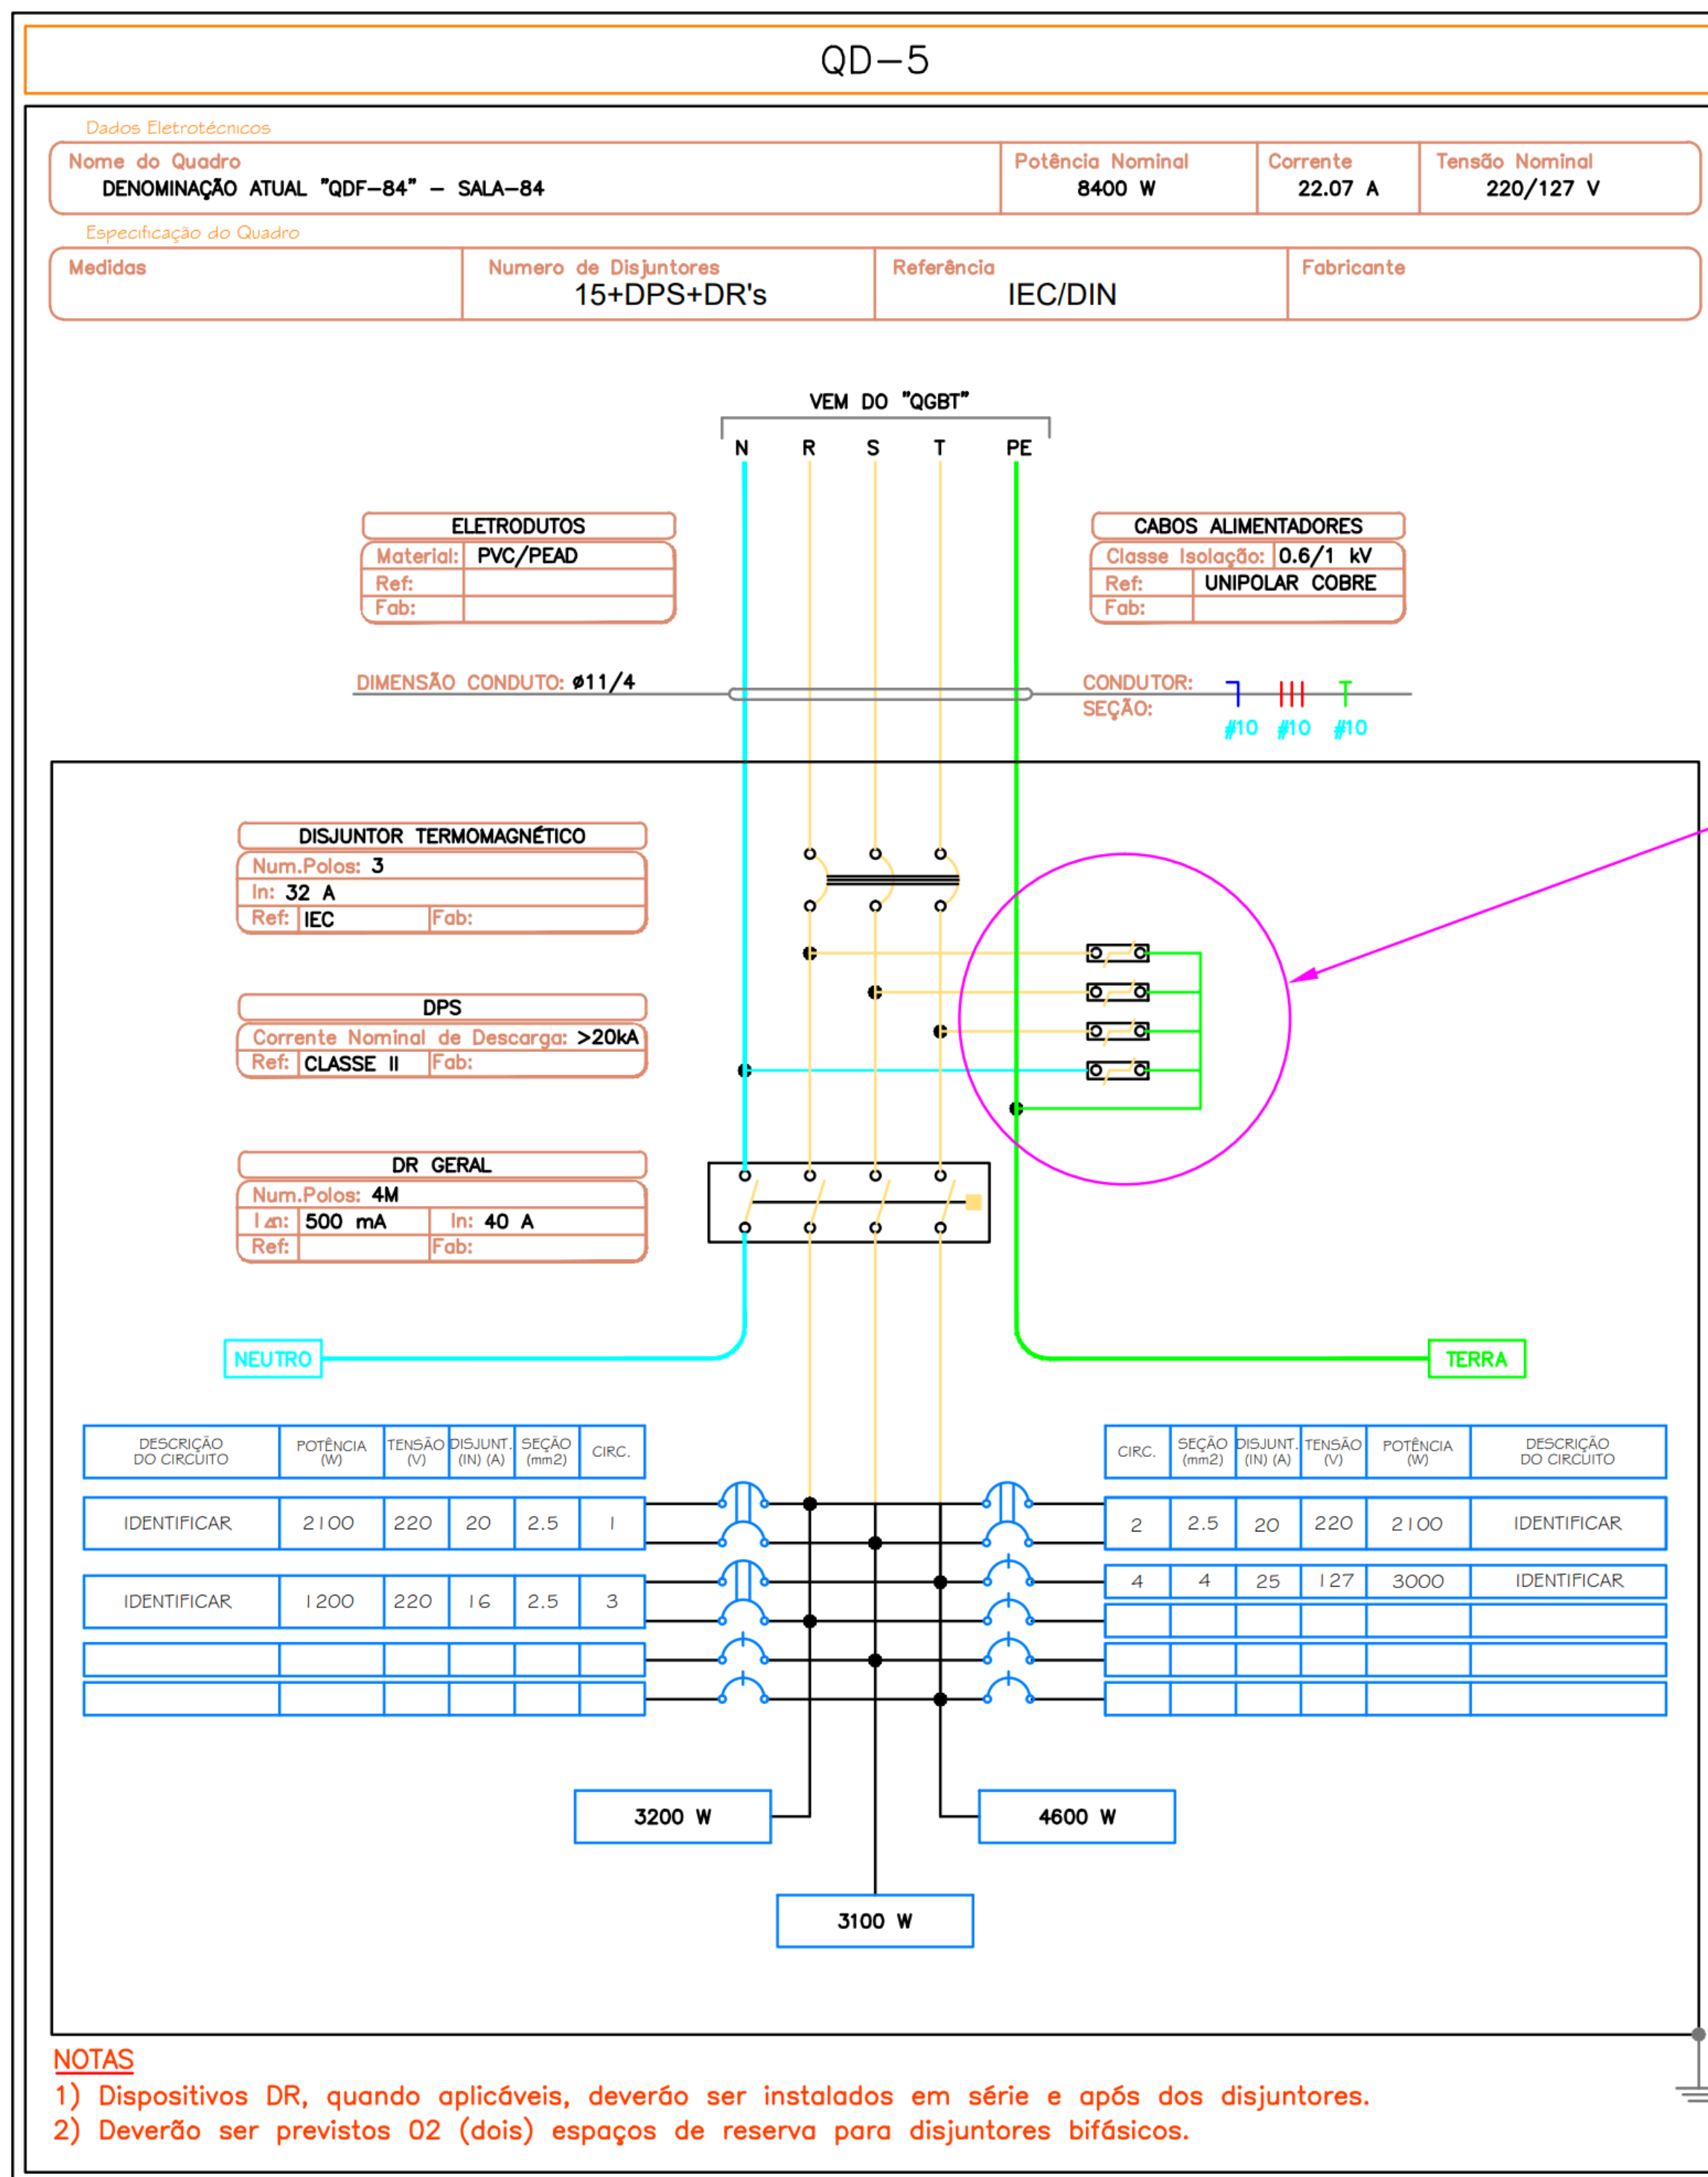 QD-5
Dados Eletrotécnicos
Nome do Quadro
DENOMINAÇÃO ATUAL "QDF-84" - SALA-84
Potência Nominal
8400 W
Corrente
22.07 A
Tensão Nominal
220/127 V
Especificação do Quadro
Medidas
Numero de Disjuntores
15+DPS+DR's
Referência
IEC/DIN
Fabricante
VEM DO "QGBT"
N R S T PE
ELETRODUTOS
Material: PVC/PEAD
Ref:
Fab:
CABOS ALIMENTADORES
Classe Isolação: 0.6/1 kV
Ref: UNIPOLAR COBRE
Fab:
DIMENSÃO CONDUTO: ø11/4
CONDUTOR:
SEÇÃO:
#10 #10 #10
DISJUNTOR TERMOMAGNÉTICO
Num.Polos: 3
In: 32 A
Ref: IEC Fab:
DPS
Corrente Nominal de Descarga: >20kA
Ref: CLASSE II Fab:
DR GERAL
Num.Polos: 4M
I⊿n: 500 mA In: 40 A
Ref: Fab:
NEUTRO
TERRA
DESCRIÇÃO DO CIRCUITO POTÊNCIA (W) TENSÃO (V) DISJUNT. (IN) (A) SEÇÃO (mm2) CIRC.
IDENTIFICAR 2100 220 20 2.5 1
IDENTIFICAR 1200 220 16 2.5 3
CIRC. SEÇÃO (mm2) DISJUNT. (IN) (A) TENSÃO (V) POTÊNCIA (W) DESCRIÇÃO DO CIRCUITO
2 2.5 20 220 2100 IDENTIFICAR
4 4 25 127 3000 IDENTIFICAR
3200 W
4600 W
3100 W
NOTAS
1) Dispositivos DR, quando aplicáveis, deveráo ser instalados em série e após dos disjuntores.
2) Deverão ser previstos 02 (dois) espaços de reserva para disjuntores bifásicos.